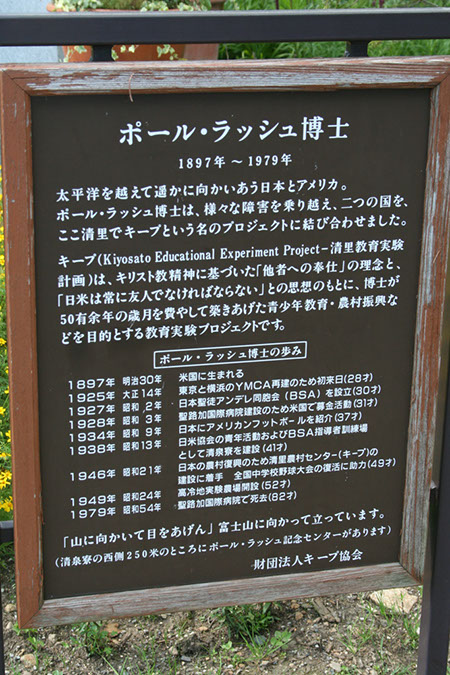 ポール・ラッシュ博士
1897年～1979年
太平洋を越えて遥かに向かいあう日本とアメリカ。
ポール・ラッシュ博士は、様々な障害を乗り越え、二つの国を、
ここ清里でキープという名のプロジェクトに結び合わせました。
キープ(Kiyosato Educational Experiment Project－清里教育実験
計画)は、キリスト教精神に基づいた「他者への奉仕」の理念と、
「日米は常に友人でなければならない」との思想のもとに、博士が
50有余年の歳月を費やして築きあげた青少年教育・農村振興な
どを目的とする教育実験プロジェクトです。
ポール・ラッシュ博士の歩み
1897年 明治30年 米国に生まれる
1925年 大正14年 東京と横浜のYMCA再建のため初来日(28才)
1927年 昭和 2年 日本聖徒アンデレ同胞会(BSA)を設立(30才)
1928年 昭和 3年 聖路加国際病院建設のため米国で募金活動(31才)
1934年 昭和 9年 日本にアメリカンフットボールを紹介(37才)
1938年 昭和13年 日米協会の青年活動およびBSA指導者訓練場
として清泉寮を建設(41才)
1946年 昭和21年 日本の農村復興のため清里農村センター(キープ)の
建設に着手 全国中学校野球大会の復活に助力(49才)
1949年 昭和24年 高冷地実験農場開設(52才)
1979年 昭和54年 聖路加国際病院で死去(82才)
「山に向かいて目をあげん」富士山に向かって立っています。
(清泉寮の西側250米のところにポール・ラッシュ記念センターがあります)
財団法人キープ協会